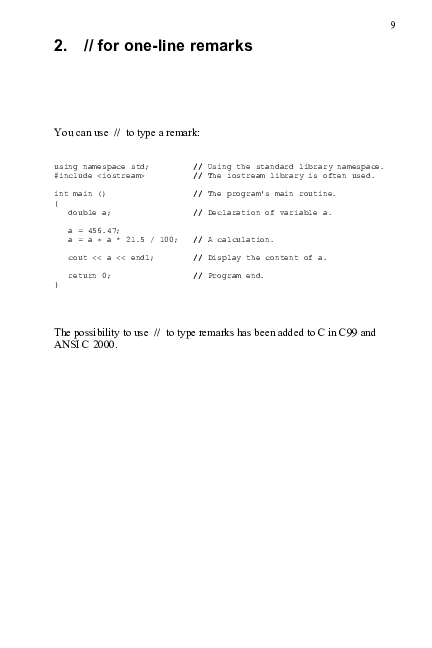 9
2. // for one-line remarks
You can use // to type a remark:
using namespace std; // Using the standard library namespace.
#include <iostream> // The iostream library is often used.
int main () // The program's main routine.
{
double a; // Declaration of variable a.
a = 456.47;
a = a + a * 21.5 / 100; // A calculation.
cout << a << endl; // Display the content of a.
return 0; // Program end.
}
The possibility to use // to type remarks has been added to C in C99 and
ANSI C 2000.